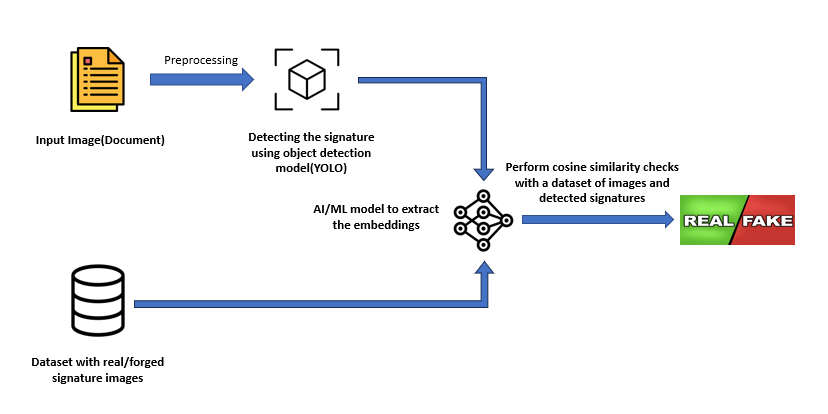 Preprocessing
Input Image(Document)
Detecting the signature
using object detection
model(YOLO)
Perform cosine similarity checks
with a dataset of images and
detected signatures
AI/ML model to extract
the embeddings
REAL FAKE
Dataset with real/forged
signature images